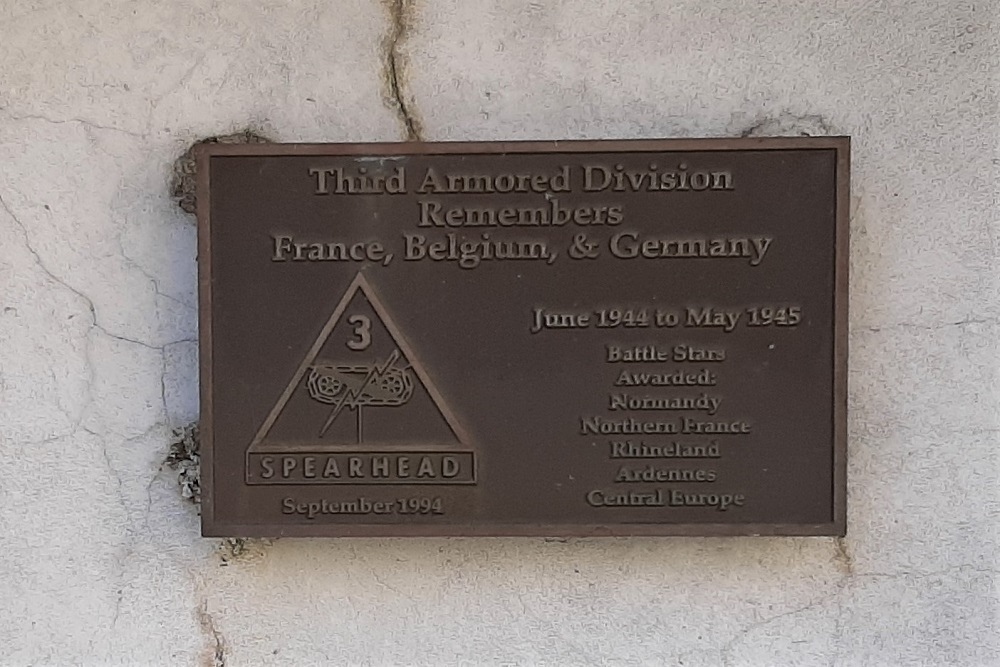 Third Armored Division
Remembers
France, Belgium, & Germany
3
SPEARHEAD
September 1994
June 1944 to May 1945
Battle Stars
Awarded:
Normandy
Northern France
Rhineland
Ardennes
Central Europe